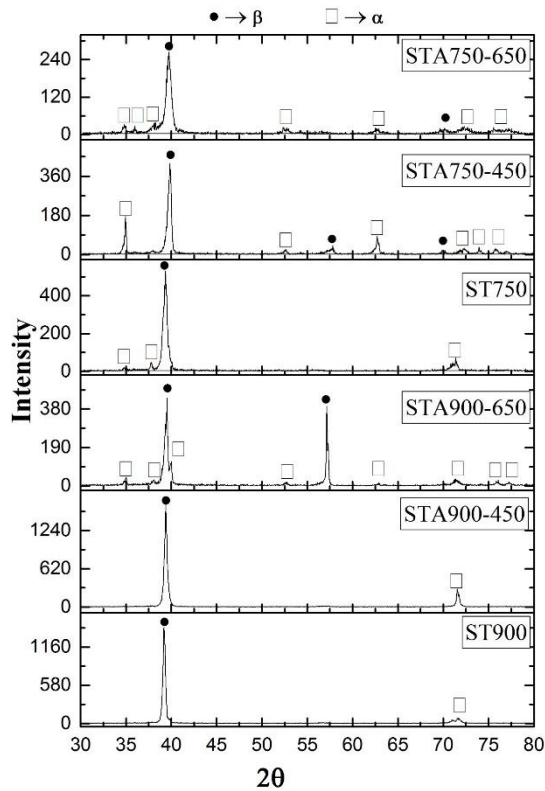 ● → β □ → α
STA750-650
240
120
0
STA750-450
360
180
0
ST750
400
200
0
STA900-650
380
190
0
STA900-450
1240
620
0
ST900
1160
580
0
30 35 40 45 50 55 60 65 70 75 80
2θ
Intensity